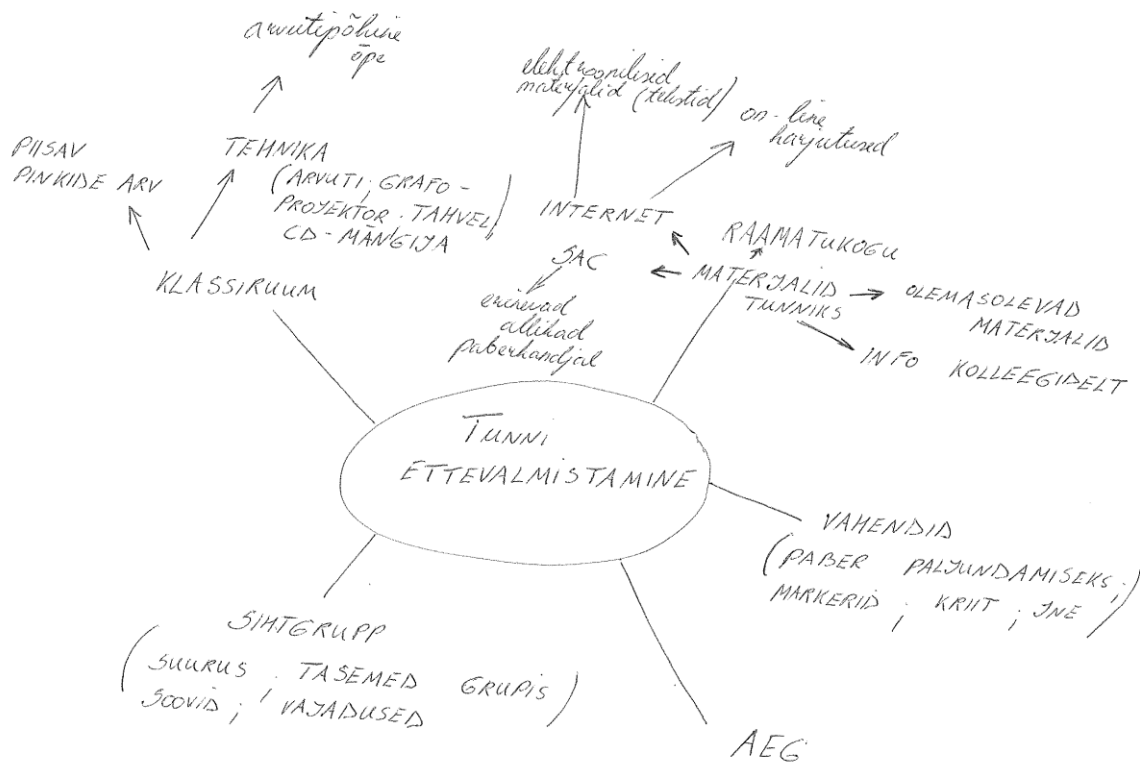 arvutipõhine
õpe
elektroonilised
materjalid (tekstid)
on-line
harjutused
PIISAV
PINKIDE ARV
TEHNIKA
(ARVUTI; GRAFO-
PROJEKTOR; TAHVEL;
CD-MÄNGIJA)
INTERNET
RAAMATUKOGU
SAC
MATERJALID
TUNNIKS
OLEMASOLEVAD
MATERJALID
KLASSIRUUM
erinevad
allikad
paberkandjal
INFO KOLLEEGIDELT
TUNNI
ETTEVALMISTAMINE
VAHENDID
(PABER PALJUNDAMISEKS;
MARKERID; KRIIT; JNE)
SIHTGRUPP
(SUURUS; TASEMED GRUPIS
SOOVID; VAJADUSED)
AEG